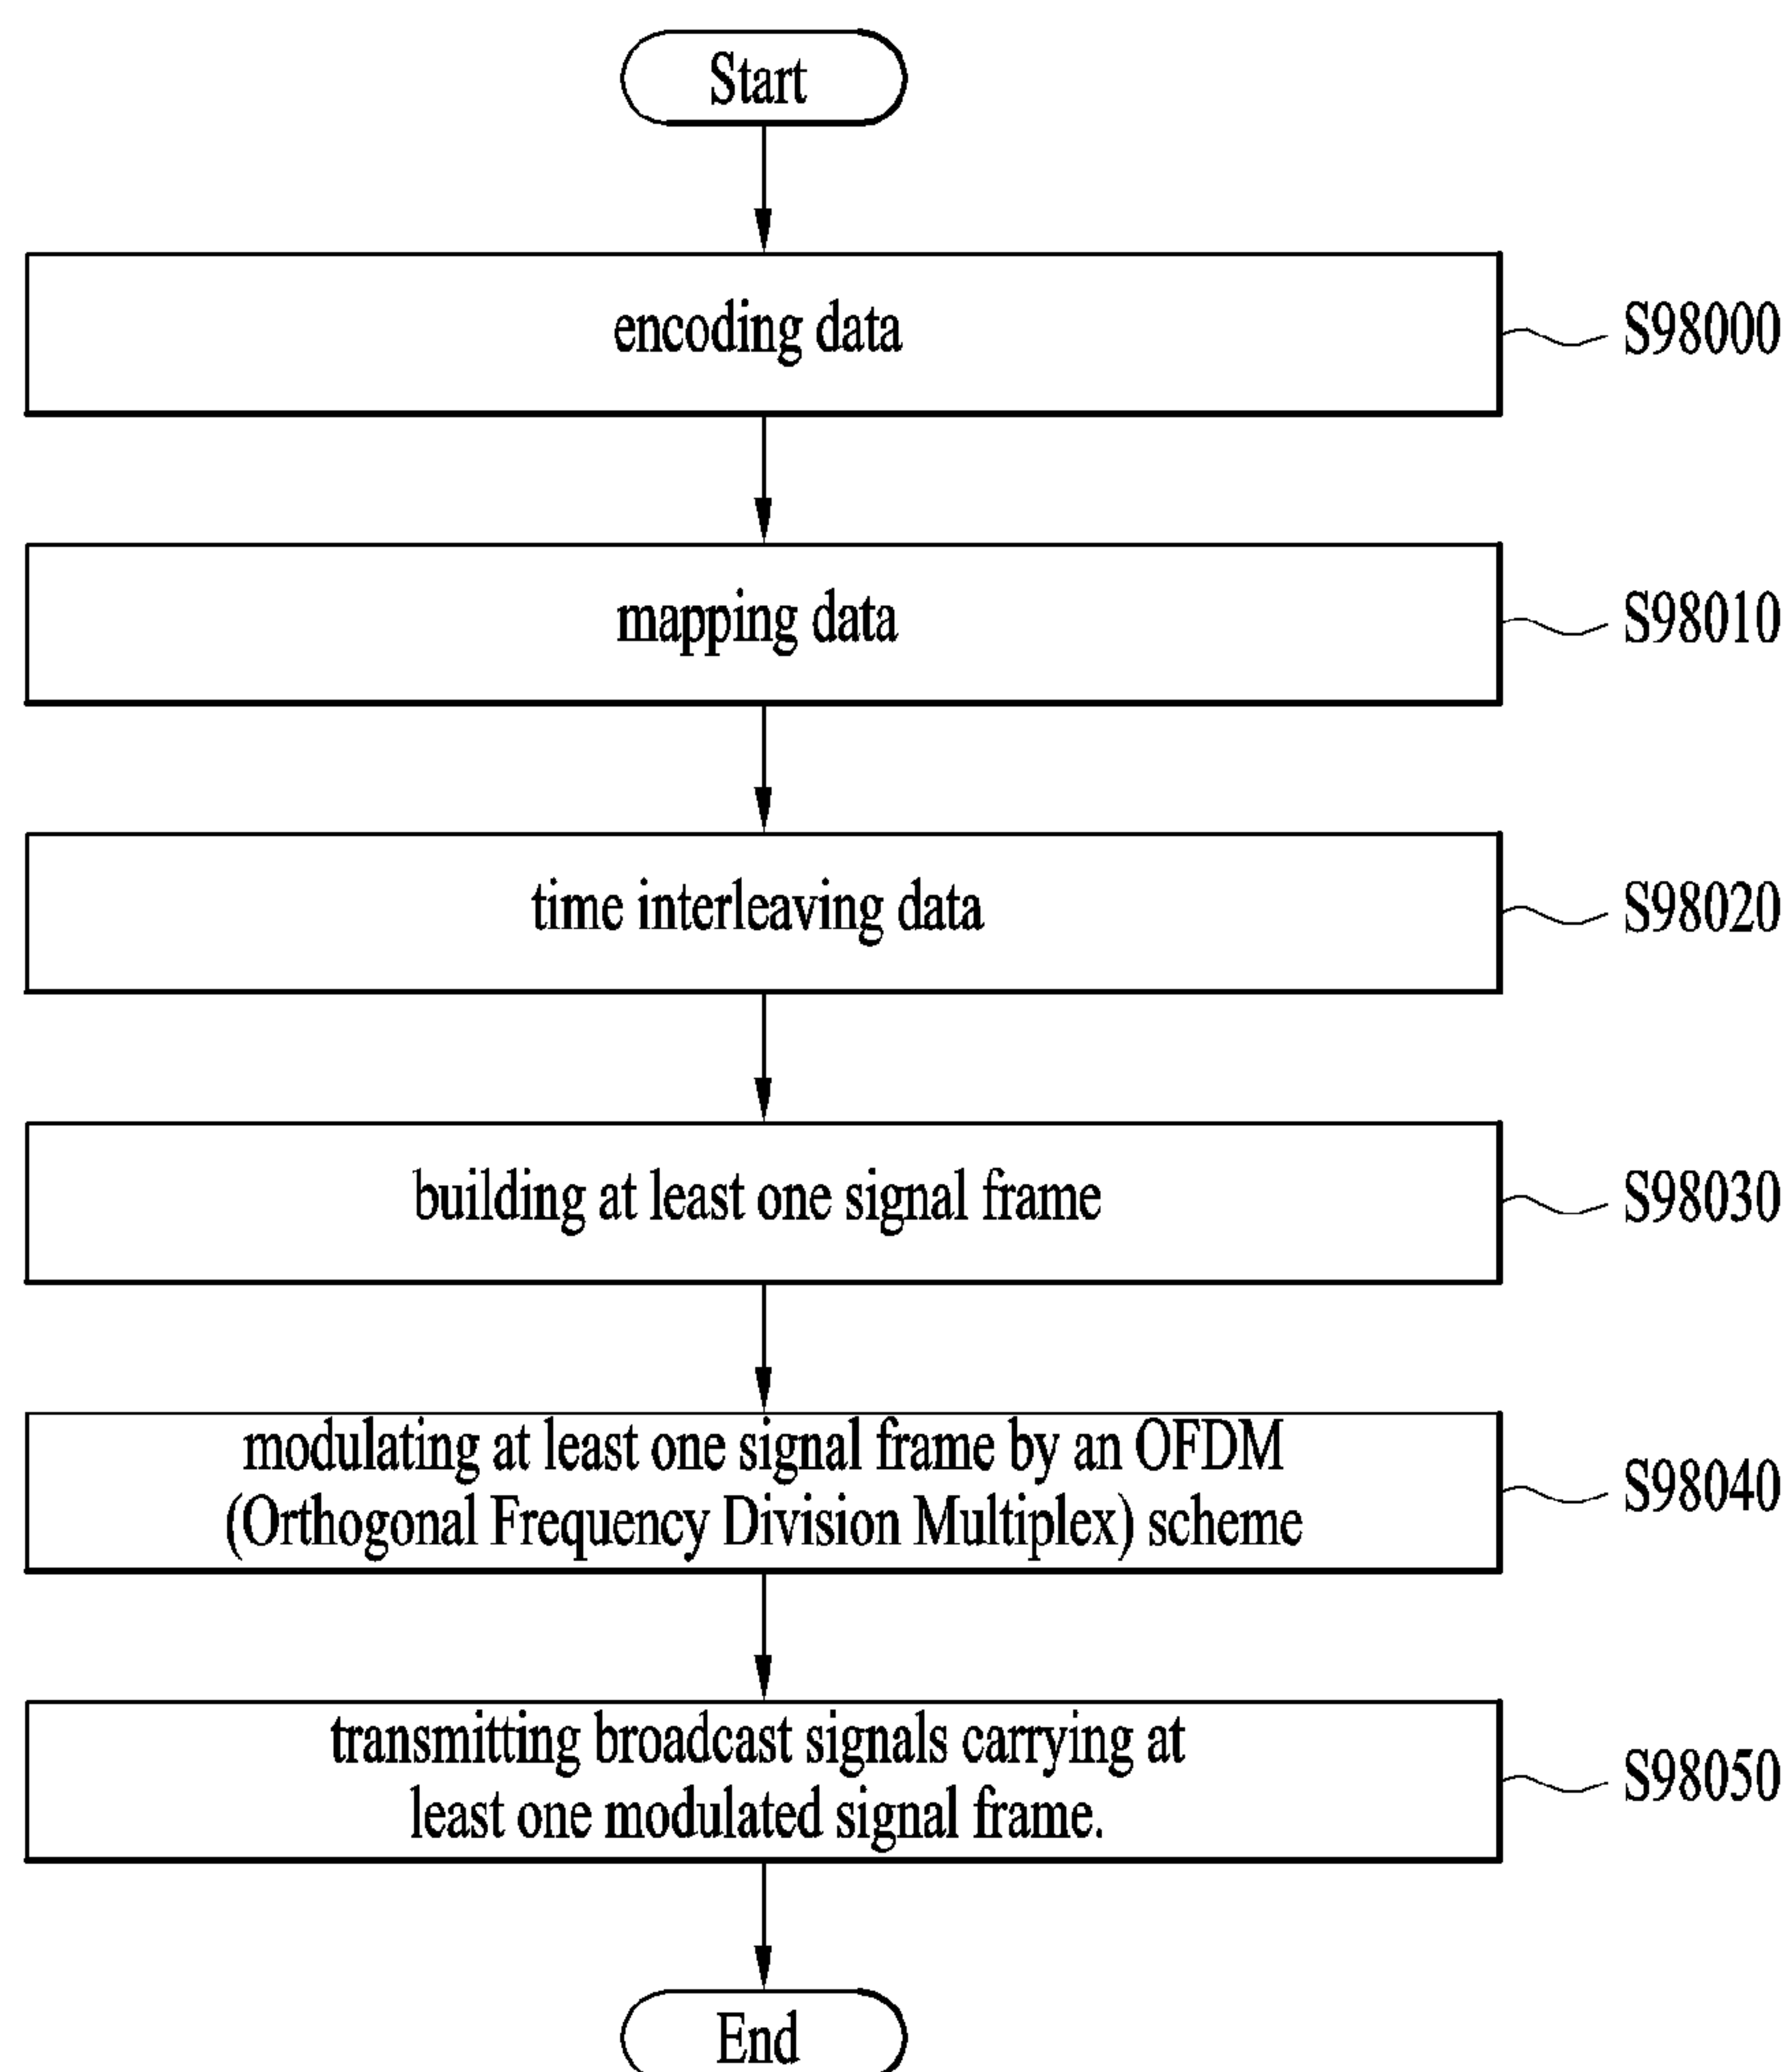 Start
encoding data
S98000
mapping data
S98010
time interleaving data
S98020
building at least one signal frame
S98030
modulating at least one signal frame by an OFDM
(Orthogonal Frequency Division Multiplex) scheme
S98040
transmitting broadcast signals carrying at
least one modulated signal frame.
S98050
End